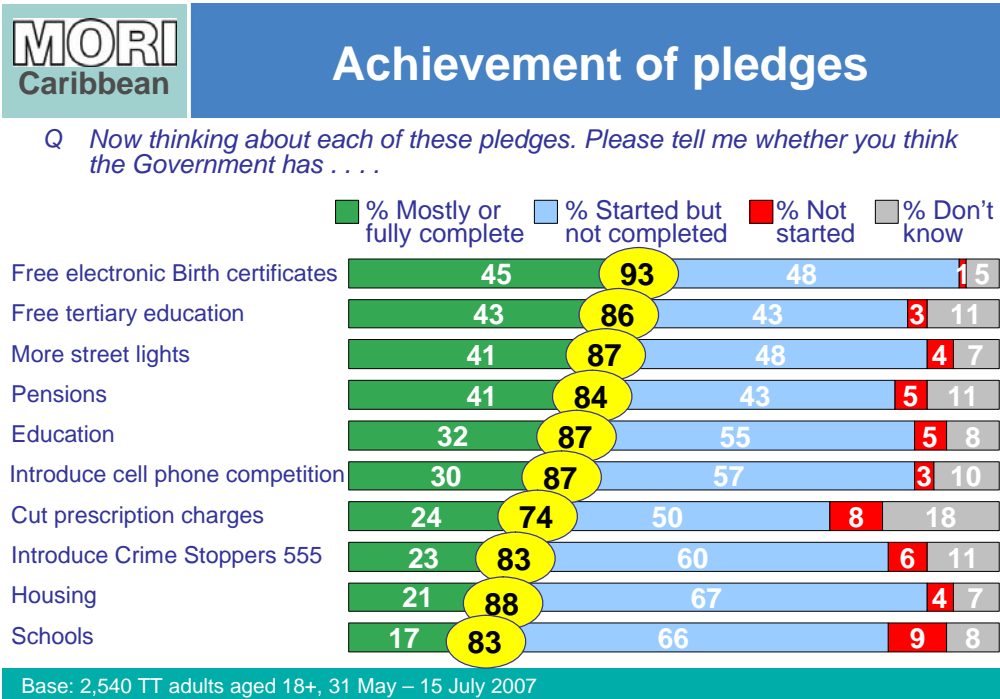 MORI
Caribbean
Achievement of pledges
Q Now thinking about each of these pledges. Please tell me whether you think
the Government has . . . .
% Mostly or
fully complete
% Started but
not completed
% Not
started
% Don't
know
Free electronic Birth certificates 45 93 48 1 5
Free tertiary education 43 86 43 3 11
More street lights 41 87 48 4 7
Pensions 41 84 43 5 11
Education 32 87 55 5 8
Introduce cell phone competition 30 87 57 3 10
Cut prescription charges 24 74 50 8 18
Introduce Crime Stoppers 555 23 83 60 6 11
Housing 21 88 67 4 7
Schools 17 83 66 9 8
Base: 2,540 TT adults aged 18+, 31 May – 15 July 2007